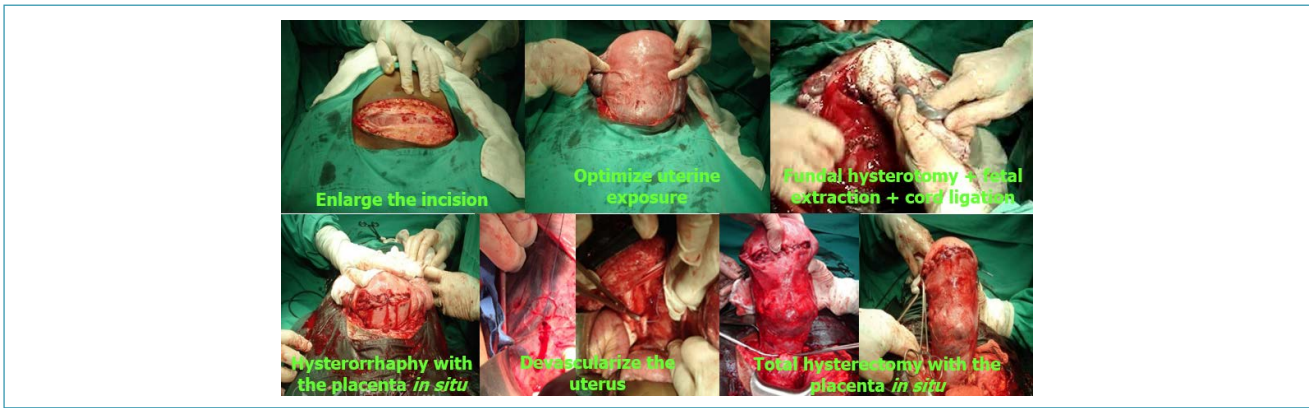 Enlarge the incision
Optimize uterine
exposure
Fundal hysterotomy + fetal
extraction + cord ligation
Hysterorrhaphy with
the placenta in situ
Devascularize the
uterus
Total hysterectomy with the
placenta in situ